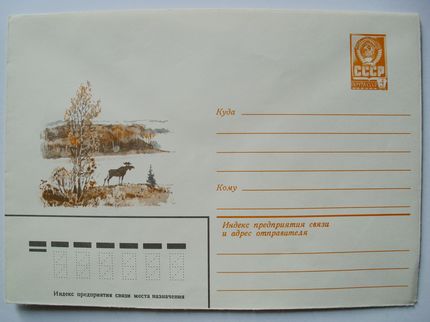 СССР
Куда
Кому
Индекс предприятия связи
и адрес отправителя
Индекс предприятия связи места назначения